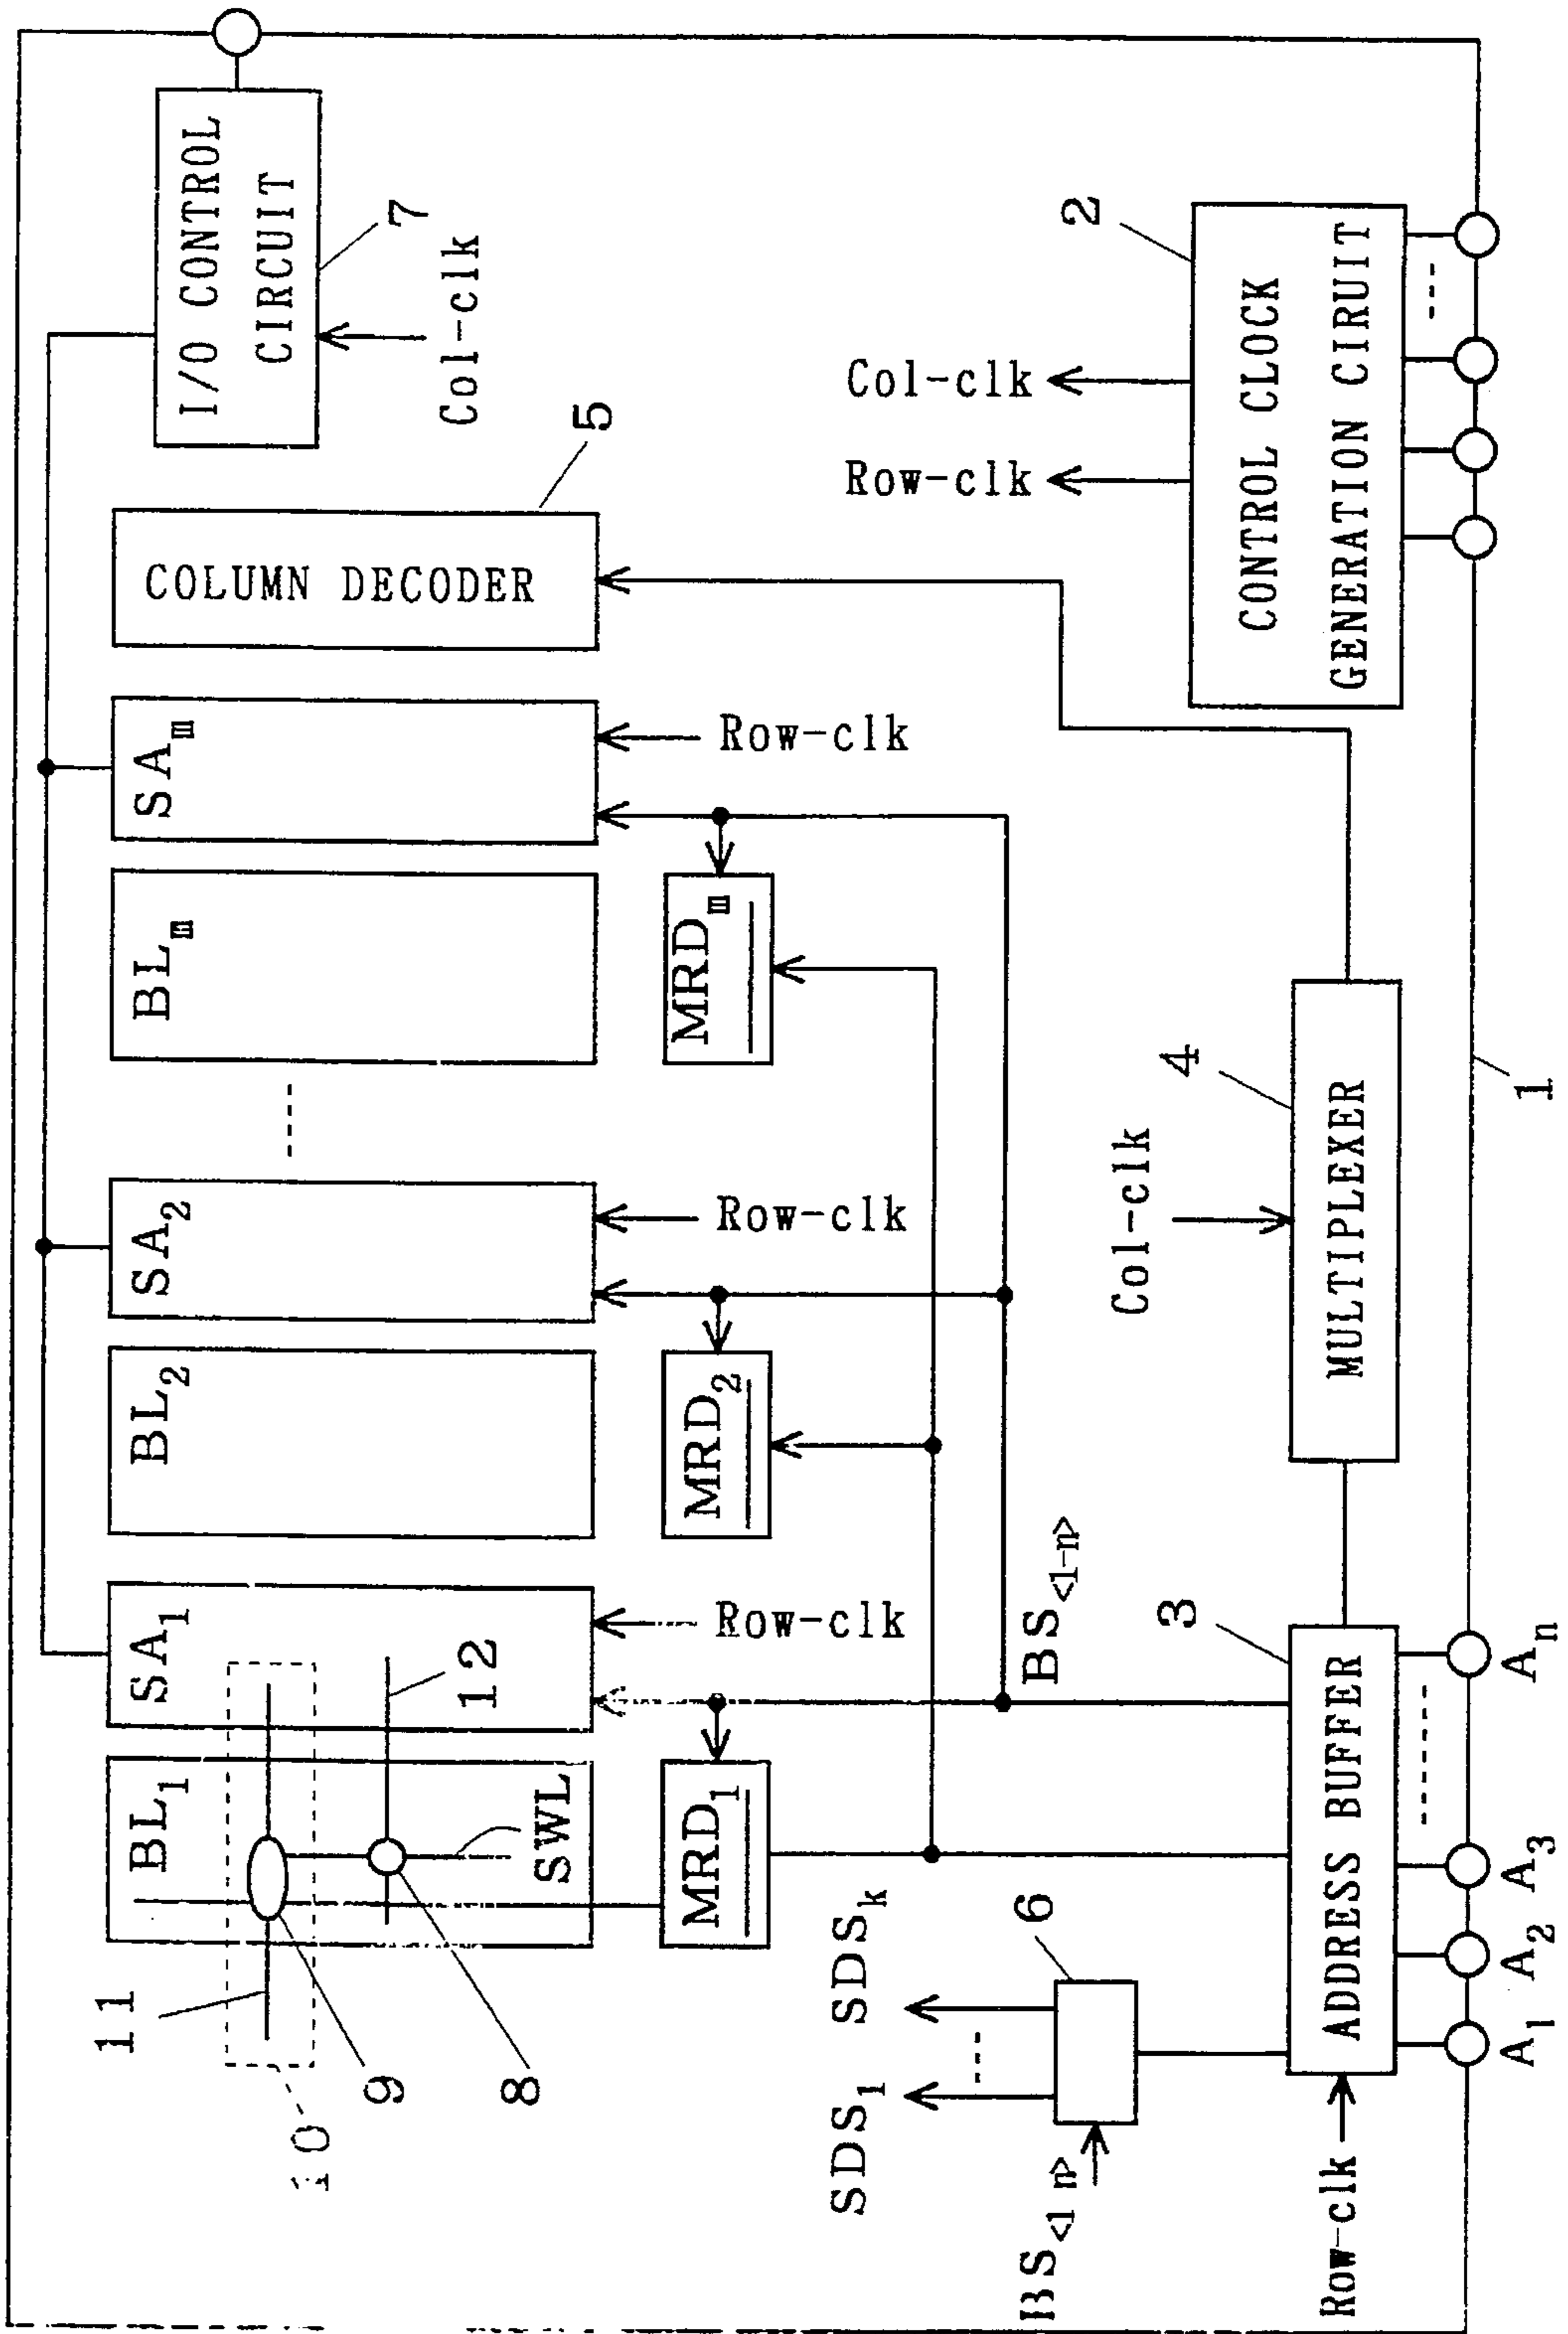 I/O CONTROL
CIRCUIT
7
Col-clk
COLUMN DECODER
5
SAm
Row-clk
BLm
MRDm
SA2
Row-clk
BL2
MRD2
SA1
Row-clk
BL1
MRD1
SWL
12
11
10
9
8
Col-clk
Row-clk
2
CONTROL CLOCK
GENERATION CIRUIT
Col-clk
4
MULTIPLEXER
BS<1-n>
3
ADDRESS BUFFER
Row-clk
6
SDS1
SDSk
BS<1 n>
A1
A2
A3
An
1